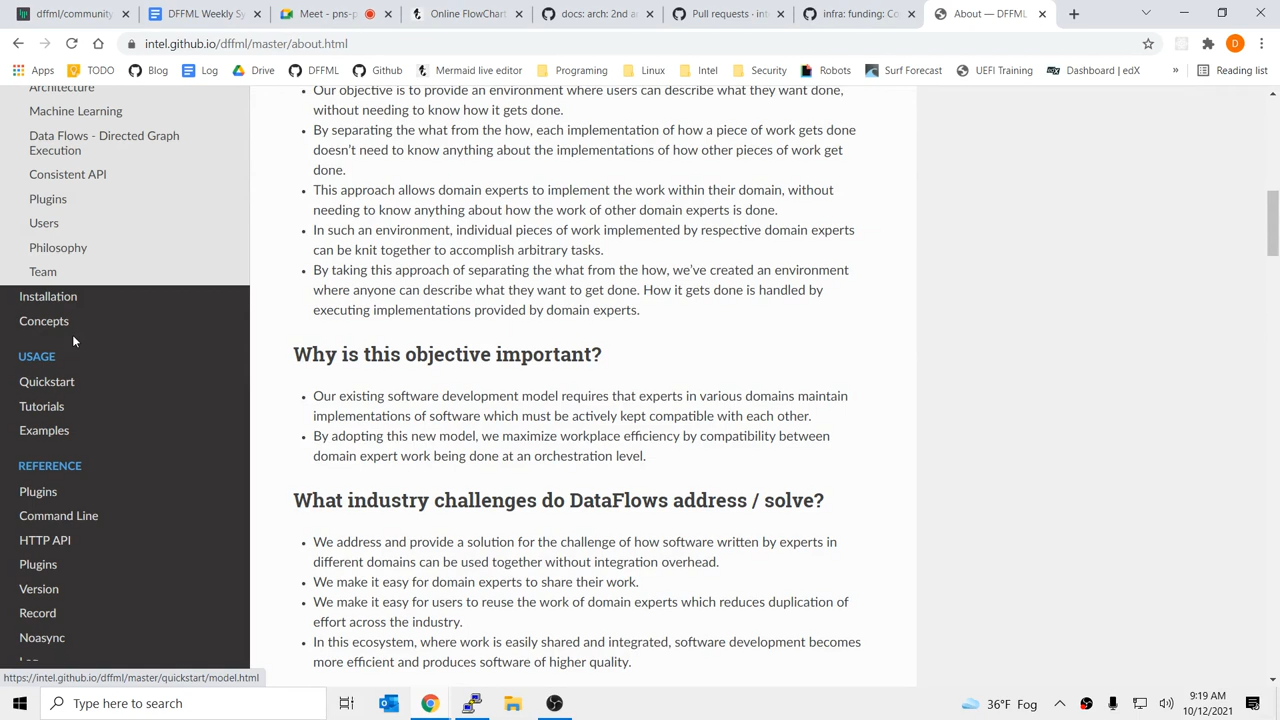 dffml/community
DFFML Weekly Sy
Meet - pns-p
Online FlowChart
docs: arch: 2nd a
Pull requests · in
infra: funding: Co
About — DFFML
intel.github.io/dffml/master/about.html
Apps
TODO
Blog
Log
Drive
DFFML
Github
Mermaid live editor
Programing
Linux
Intel
Security
Robots
Surf Forecast
UEFI Training
Dashboard | edX
»
Reading list
D
Architecture
Machine Learning
Data Flows - Directed Graph
Execution
Consistent API
Plugins
Users
Philosophy
Team
Installation
Concepts
USAGE
Quickstart
Tutorials
Examples
REFERENCE
Plugins
Command Line
HTTP API
Plugins
Version
Record
Noasync
https://intel.github.io/dffml/master/quickstart/model.html
• Our objective is to provide an environment where users can describe what they want done,
without needing to know how it gets done.
• By separating the what from the how, each implementation of how a piece of work gets done
doesn’t need to know anything about the implementations of how other pieces of work get
done.
• This approach allows domain experts to implement the work within their domain, without
needing to know anything about how the work of other domain experts is done.
• In such an environment, individual pieces of work implemented by respective domain experts
can be knit together to accomplish arbitrary tasks.
• By taking this approach of separating the what from the how, we’ve created an environment
where anyone can describe what they want to get done. How it gets done is handled by
executing implementations provided by domain experts.
Why is this objective important?
• Our existing software development model requires that experts in various domains maintain
implementations of software which must be actively kept compatible with each other.
• By adopting this new model, we maximize workplace efficiency by compatibility between
domain expert work being done at an orchestration level.
What industry challenges do DataFlows address / solve?
• We address and provide a solution for the challenge of how software written by experts in
different domains can be used together without integration overhead.
• We make it easy for domain experts to share their work.
• We make it easy for users to reuse the work of domain experts which reduces duplication of
effort across the industry.
• In this ecosystem, where work is easily shared and integrated, software development becomes
more efficient and produces software of higher quality.
Type here to search
36°F Fog
9:19 AM
10/12/2021